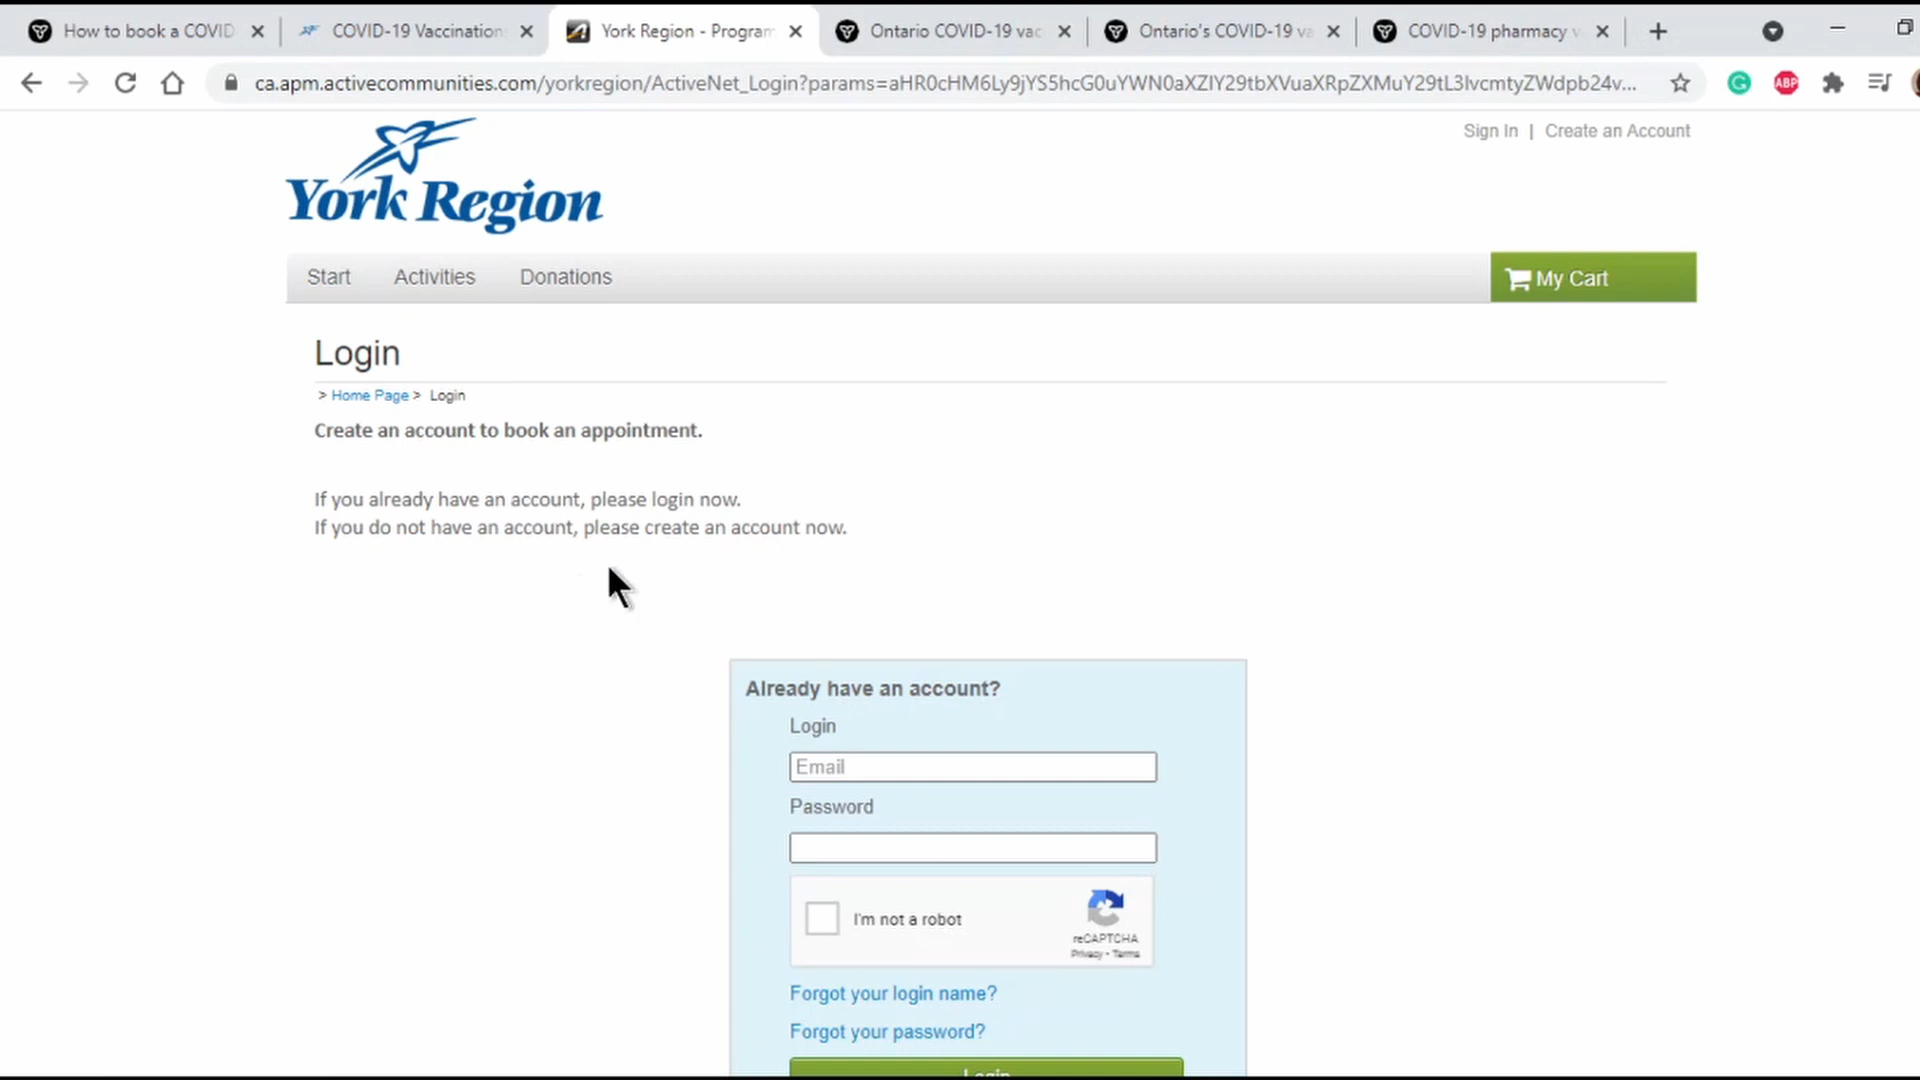 How to book a COVID
COVID-19 Vaccination
York Region - Program
Ontario COVID-19 vac
Ontario's COVID-19 va
COVID-19 pharmacy v
ca.apm.activecommunities.com/yorkregion/ActiveNet_Login?params=
ABP
Sign In | Create an Account
York Region
Start
Activities
Donations
My Cart
Login
> Home Page > Login
Create an account to book an appointment.
If you already have an account, please login now.
If you do not have an account, please create an account now.
Already have an account?
Login
Email
Password
I'm not a robot
reCAPTCHA
Privacy - Terms
Forgot your login name?
Forgot your password?
Login